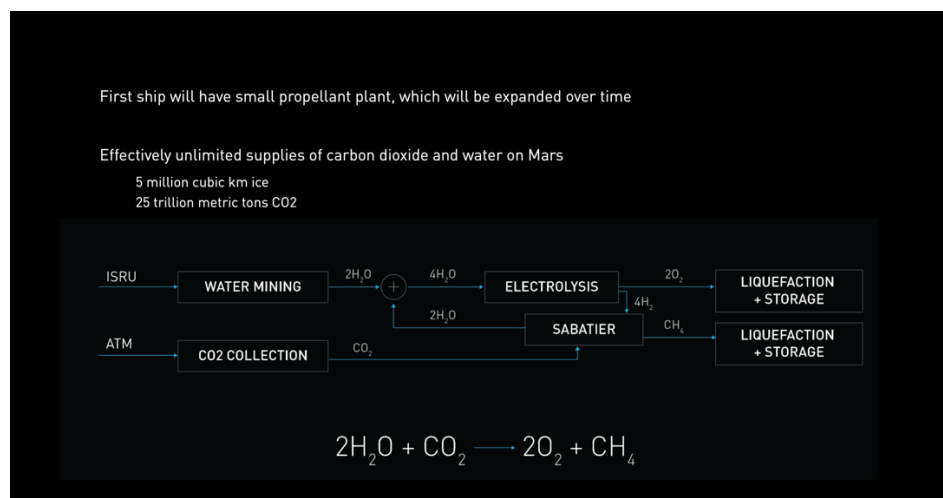 First ship will have small propellant plant, which will be expanded over time
Effectively unlimited supplies of carbon dioxide and water on Mars
5 million cubic km ice
25 trillion metric tons CO2
ISRU
WATER MINING
2H₂O
4H₂O
ELECTROLYSIS
2O₂
LIQUEFACTION
+ STORAGE
4H₂
2H₂O
SABATIER
CH₄
LIQUEFACTION
+ STORAGE
ATM
CO2 COLLECTION
CO₂
2H₂O + CO₂ → 2O₂ + CH₄